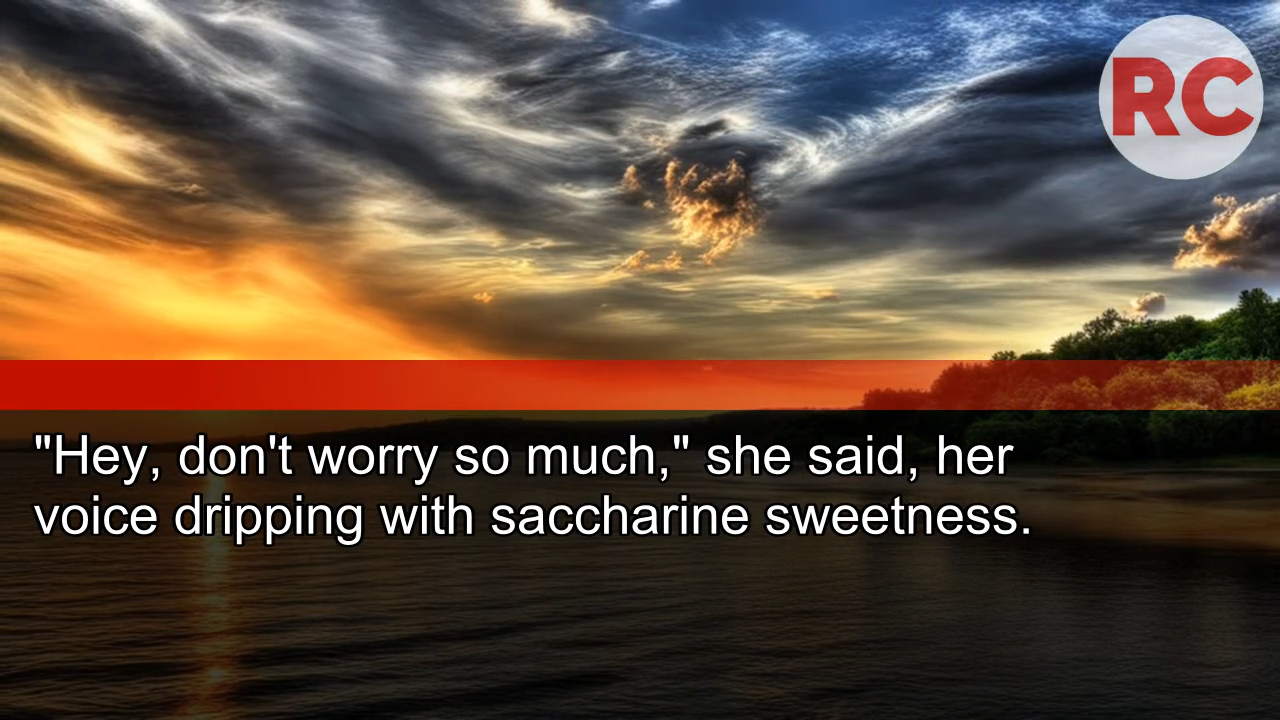 RC
"Hey, don't worry so much," she said, her
voice dripping with saccharine sweetness.